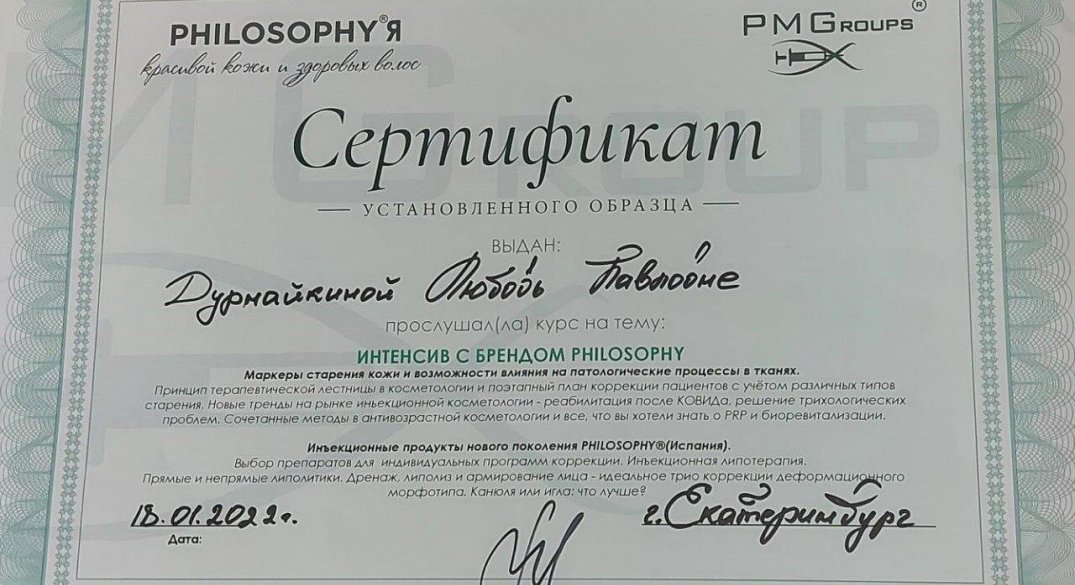 PHILOSOPHY®Я
красивой кожи и здоровых волос
PMGROUPS®
Сертификат
УСТАНОВЛЕННОГО ОБРАЗЦА
ВЫДАН:
Дурнайкиной Любовь Павловне
прослушал(ла) курс на тему:
ИНТЕНСИВ С БРЕНДОМ PHILOSOPHY
Маркеры старения кожи и возможности влияния на патологические процессы в тканях.
Принцип терапевтической лестницы в косметологии и поэтапный план коррекции пациентов с учётом различных типов
старения. Новые тренды на рынке инъекционной косметологии - реабилитация после КОВИДа, решение трихологических
проблем. Сочетанные методы в антивозрастной косметологии и все, что вы хотели знать о PRP и биоревитализации.
Инъекционные продукты нового поколения PHILOSOPHY®(Испания).
Выбор препаратов для индивидуальных программ коррекции. Инъекционная липотерапия.
Прямые и непрямые липолитики. Дренаж, липолиз и армирование лица - идеальное трио коррекции деформационного
морфотипа. Канюля или игла: что лучше?
18.01.2022г.
г. Екатеринбург
Дата: